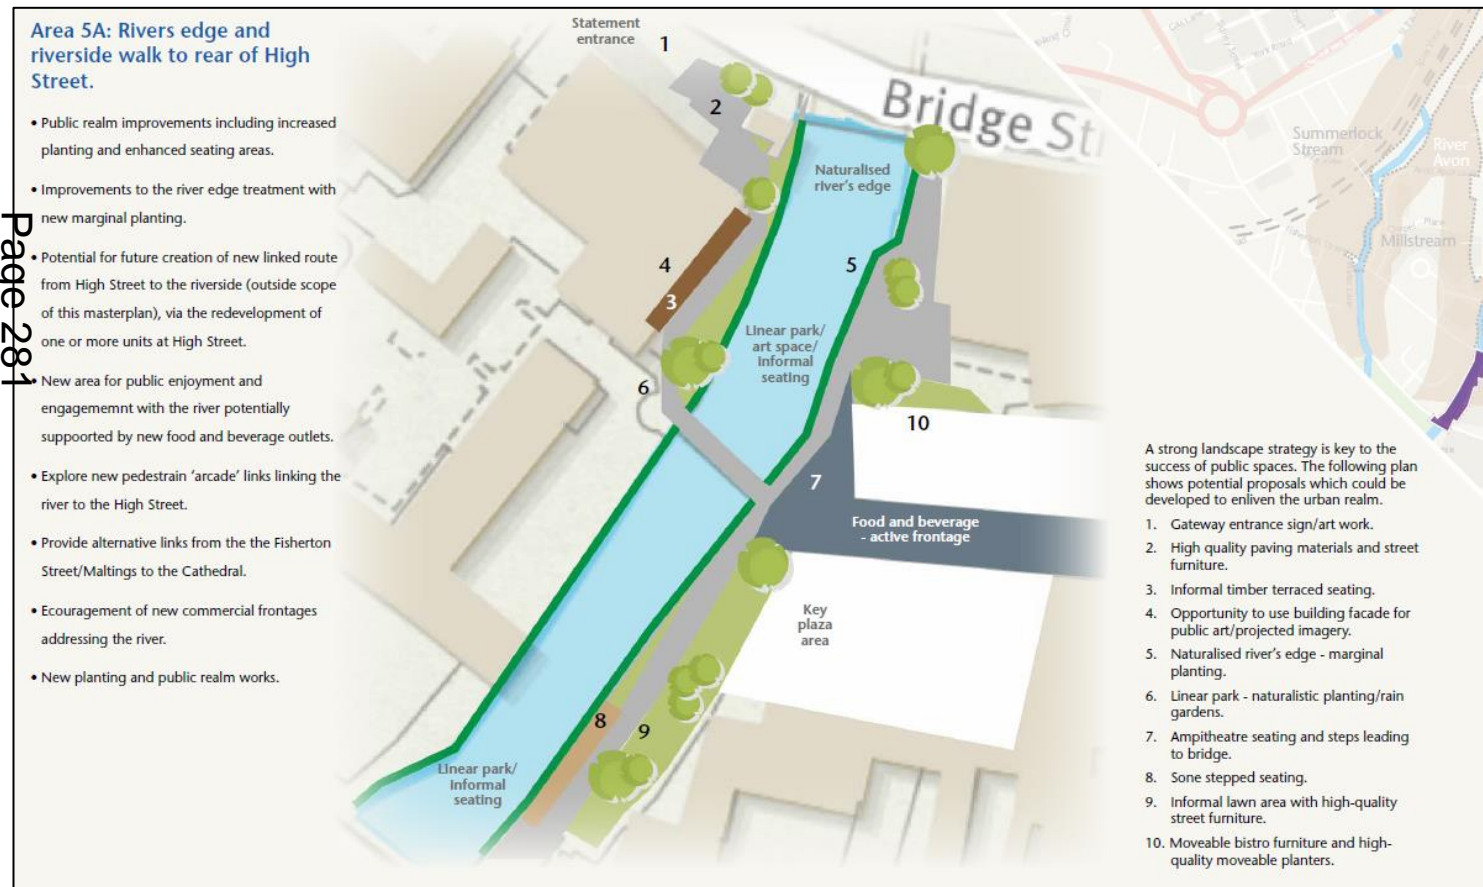 Page 281
Area 5A: Rivers edge and
riverside walk to rear of High
Street.
• Public realm improvements including increased
planting and enhanced seating areas.
• Improvements to the river edge treatment with
new marginal planting.
• Potential for future creation of new linked route
from High Street to the riverside (outside scope
of this masterplan), via the redevelopment of
one or more units at High Street.
• New area for public enjoyment and
engagememnt with the river potentially
suppoorted by new food and beverage outlets.
• Explore new pedestrain 'arcade' links linking the
river to the High Street.
• Provide alternative links from the the Fisherton
Street/Maltings to the Cathedral.
• Ecouragement of new commercial frontages
addressing the river.
• New planting and public realm works.
Statement
entrance
1
2
Bridge St
Naturalised
river's edge
4
3
5
Linear park/
art space/
informal
seating
6
10
7
Food and beverage
- active frontage
Key
plaza
area
8
9
Linear park/
informal
seating
Summerlock
Stream
River
Avon
Millstream
A strong landscape strategy is key to the
success of public spaces. The following plan
shows potential proposals which could be
developed to enliven the urban realm.
1. Gateway entrance sign/art work.
2. High quality paving materials and street
furniture.
3. Informal timber terraced seating.
4. Opportunity to use building facade for
public art/projected imagery.
5. Naturalised river's edge - marginal
planting.
6. Linear park - naturalistic planting/rain
gardens.
7. Ampitheatre seating and steps leading
to bridge.
8. Sone stepped seating.
9. Informal lawn area with high-quality
street furniture.
10. Moveable bistro furniture and high-
quality moveable planters.